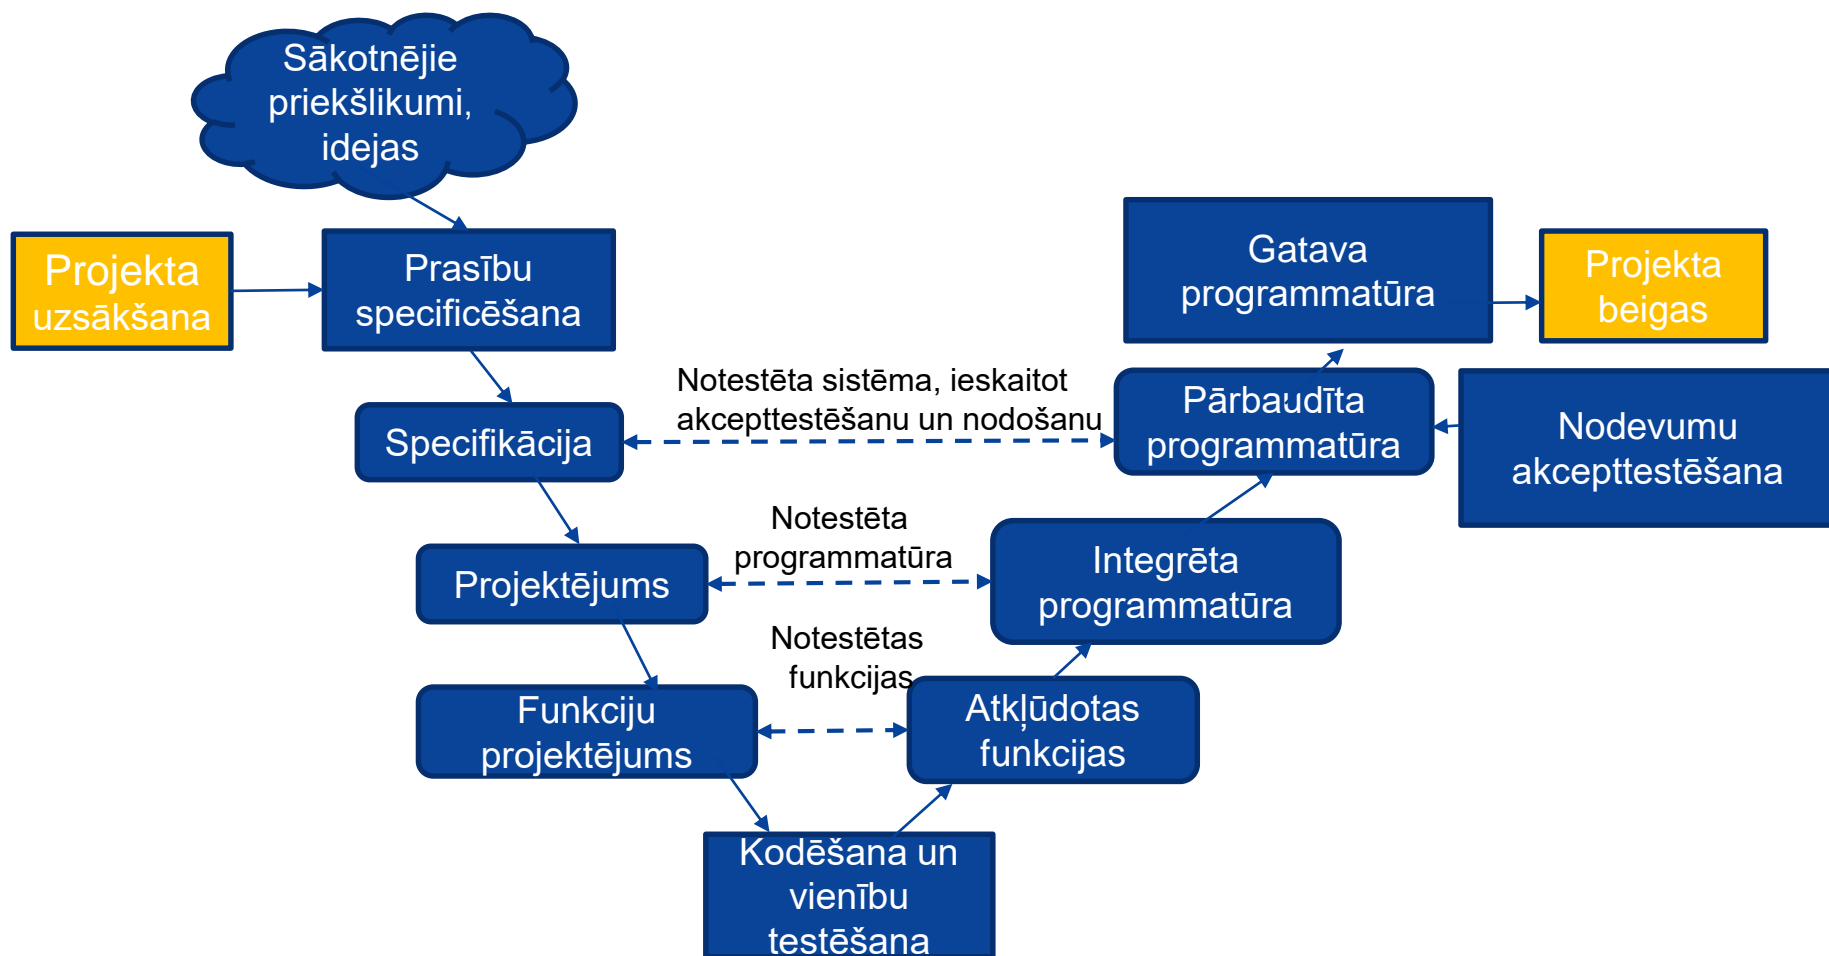 Sākotnējie
priekšlikumi,
idejas
Projekta
uzsākšana
Prasību
specificēšana
Gatava
programmatūra
Projekta
beigas
Notestēta sistēma, ieskaitot
akcepttestēšanu un nodošanu
Specifikācija
Pārbaudīta
programmatūra
Nodevumu
akcepttestēšana
Notestēta
programmatūra
Projektējums
Integrēta
programmatūra
Notestētas
funkcijas
Funkciju
projektējums
Atkļūdotas
funkcijas
Kodēšana un
vienību
testēšana